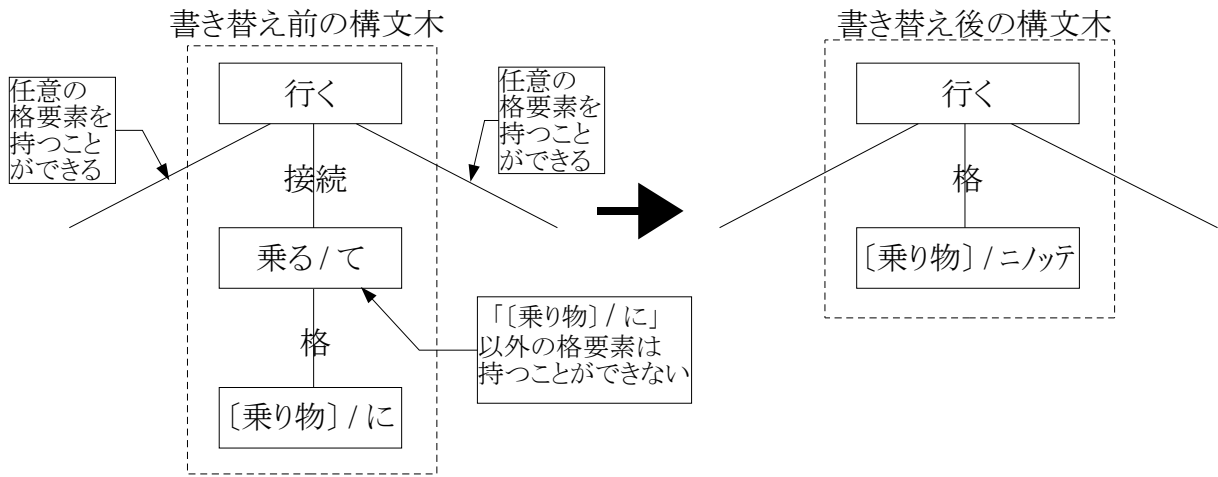 書き替え前の構文木
任意の
格要素を
持つこと
ができる
行く
任意の
格要素を
持つこと
ができる
接続
乗る / て
格
〔乗り物〕/ に
「〔乗り物〕/ に」
以外の格要素は
持つことができない
書き替え後の構文木
行く
格
〔乗り物〕/ ニノッテ